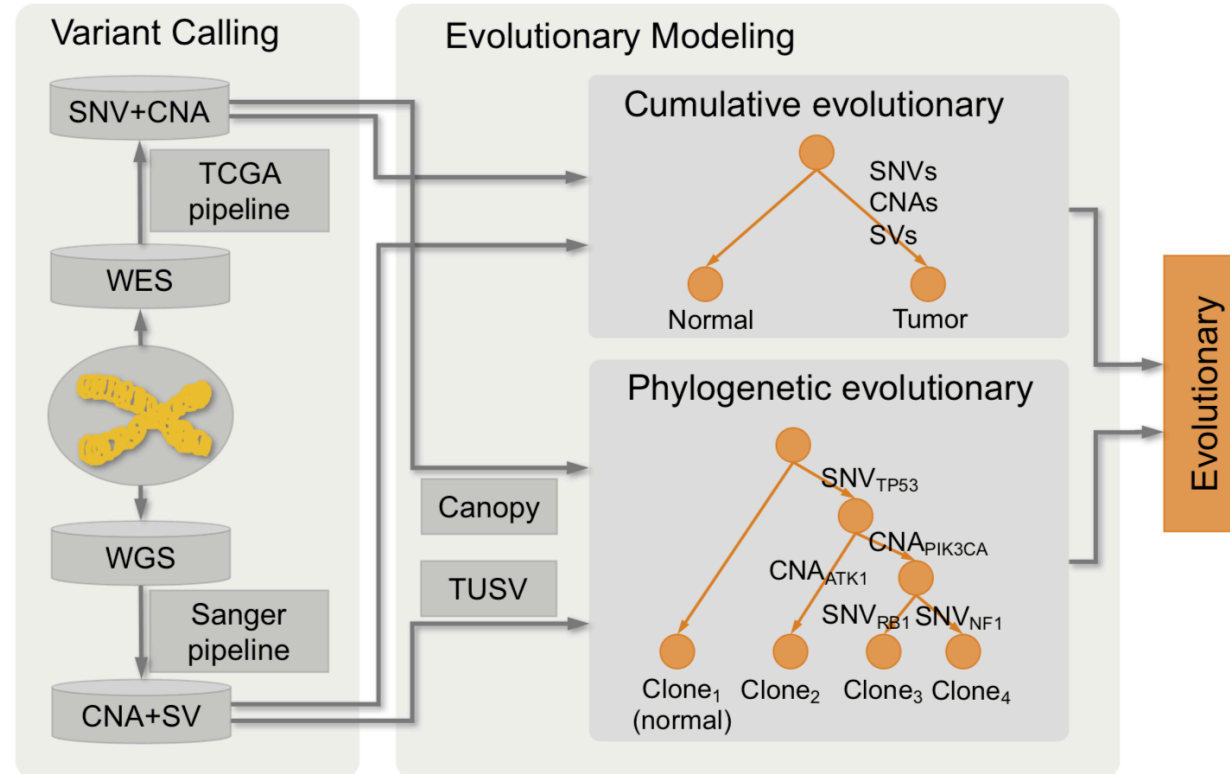 Variant Calling
SNV+CNA
TCGA
pipeline
WES
WGS
Sanger
pipeline
CNA+SV
Evolutionary Modeling
Cumulative evolutionary
SNVs
CNAs
SVs
Normal
Tumor
Canopy
TUSV
Phylogenetic evolutionary
SNVTP53
CNAPIK3CA
CNAATK1
SNVRB1
SNVNF1
Clone1
(normal)
Clone2
Clone3
Clone4
Evolutionary